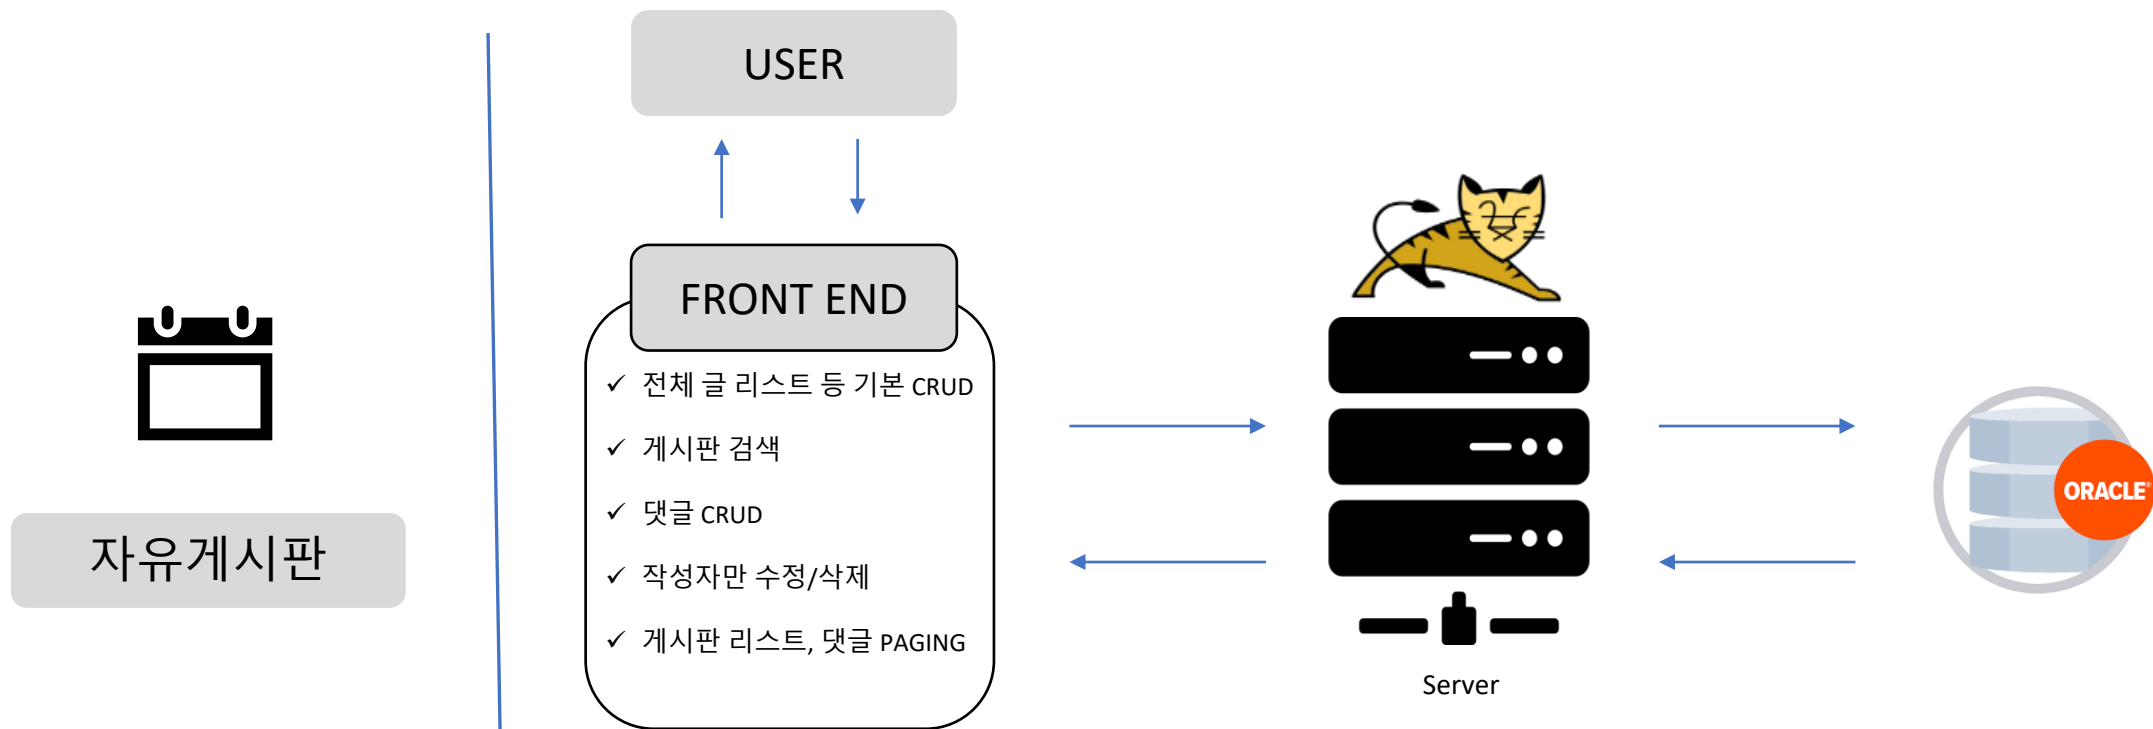 USER
FRONT END
✓ 전체 글 리스트 등 기본 CRUD
✓ 게시판 검색
✓ 댓글 CRUD
✓ 작성자만 수정/삭제
✓ 게시판 리스트, 댓글 PAGING
자유게시판
Server
ORACLE®